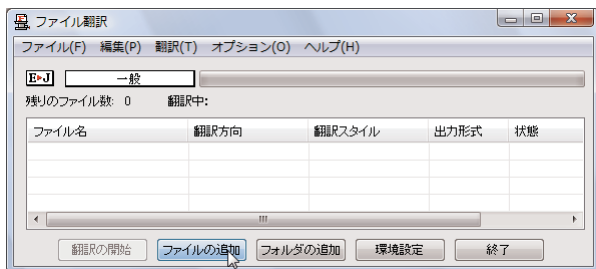 ファイル翻訳
ファイル(F) 編集(P) 翻訳(T) オプション(O) ヘルプ(H)
E▸J 一般
残りのファイル数: 0 翻訳中:
ファイル名 翻訳方向 翻訳スタイル 出力形式 状態
翻訳の開始 ファイルの追加 フォルダの追加 環境設定 終了